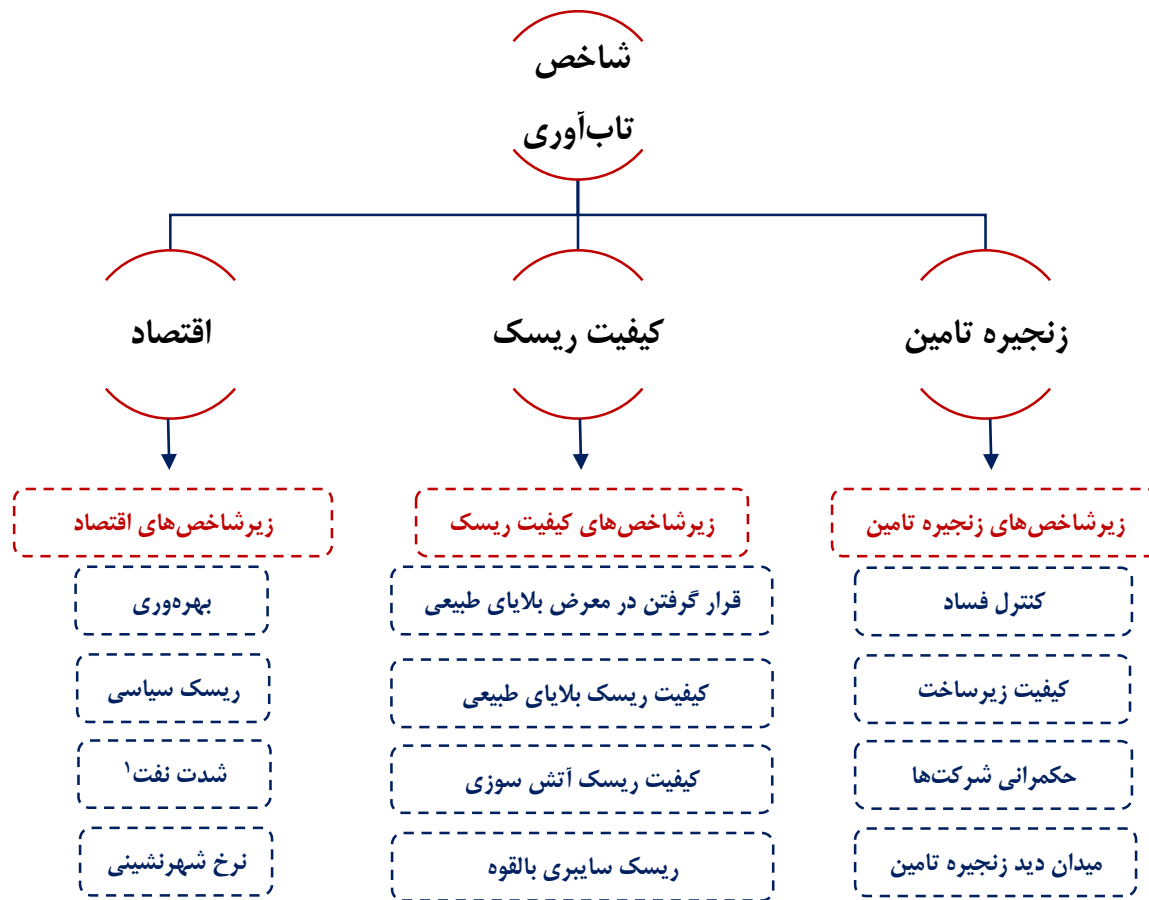 شاخص
تاب‌آوری
زنجیره تامین
کیفیت ریسک
اقتصاد
زیرشاخص‌های زنجیره تامین
زیرشاخص‌های کیفیت ریسک
زیرشاخص‌های اقتصاد
کنترل فساد
قرار گرفتن در معرض بلایای طبیعی
بهره‌وری
کیفیت زیرساخت
کیفیت ریسک بلایای طبیعی
ریسک سیاسی
حکمرانی شرکت‌ها
کیفیت ریسک آتش سوزی
شدت نفت۱
میدان دید زنجیره تامین
ریسک سایبری بالقوه
نرخ شهرنشینی